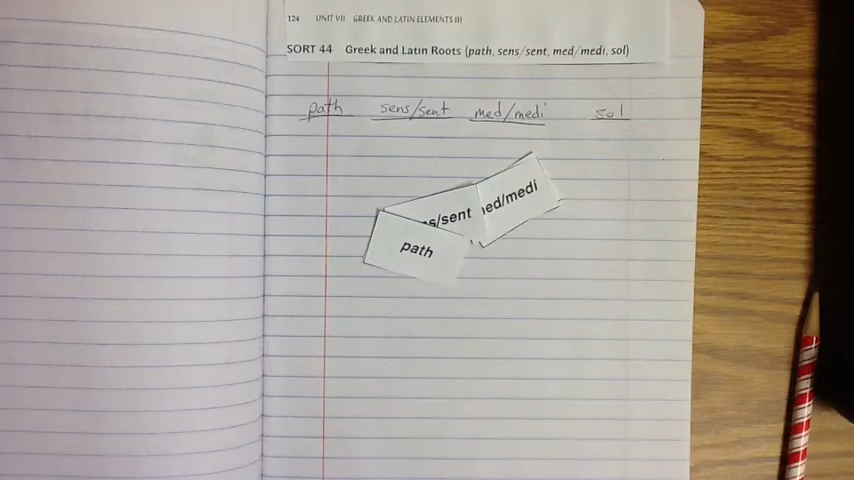 124 UNIT VII GREEK AND LATIN ELEMENTS III
SORT 44 Greek and Latin Roots (path, sens/sent, med/medi, sol)
path sens/sent med/medi sol
ed/medi
s/sent
path